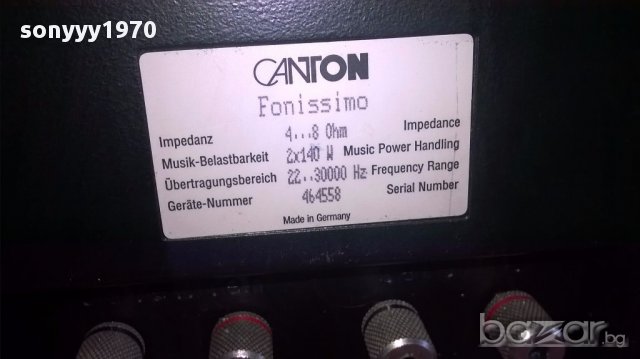 sonyyy1970
CANTON
Fonissimo
Impedanz 4...8 Ohm Impedance
Musik-Belastbarkeit 2x140 W Music Power Handling
Übertragungsbereich 22..30000 Hz Frequency Range
Geräte-Nummer 464558 Serial Number
Made in Germany
bazar.bg